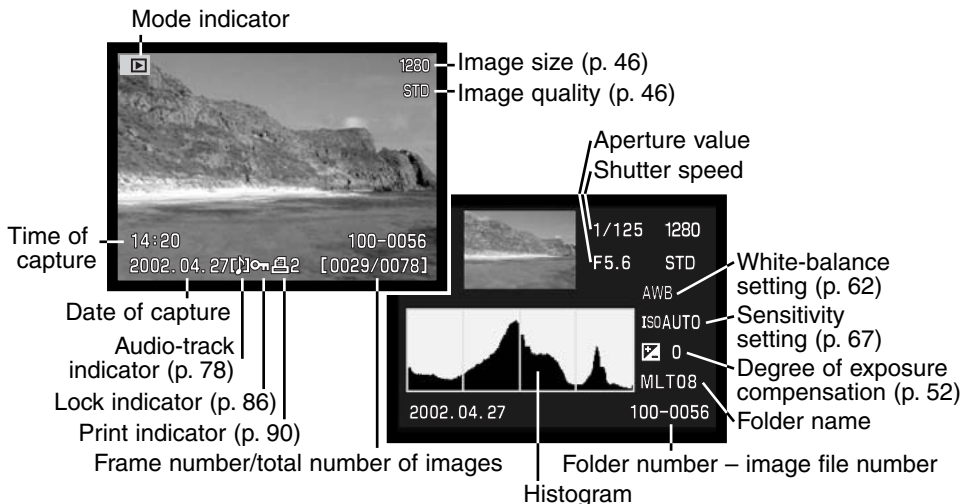 Mode indicator
1280
Image size (p. 46)
STD
Image quality (p. 46)
Aperture value
Shutter speed
Time of
capture
14:20
100-0056
2002.04.27
2
[0029/0078]
1/125
1280
F5.6
STD
AWB
White-balance
setting (p. 62)
ISO AUTO
Sensitivity
setting (p. 67)
0
Degree of exposure
compensation (p. 52)
MLT08
Folder name
2002.04.27
100-0056
Date of capture
Audio-track
indicator (p. 78)
Lock indicator (p. 86)
Print indicator (p. 90)
Frame number/total number of images
Folder number – image file number
Histogram